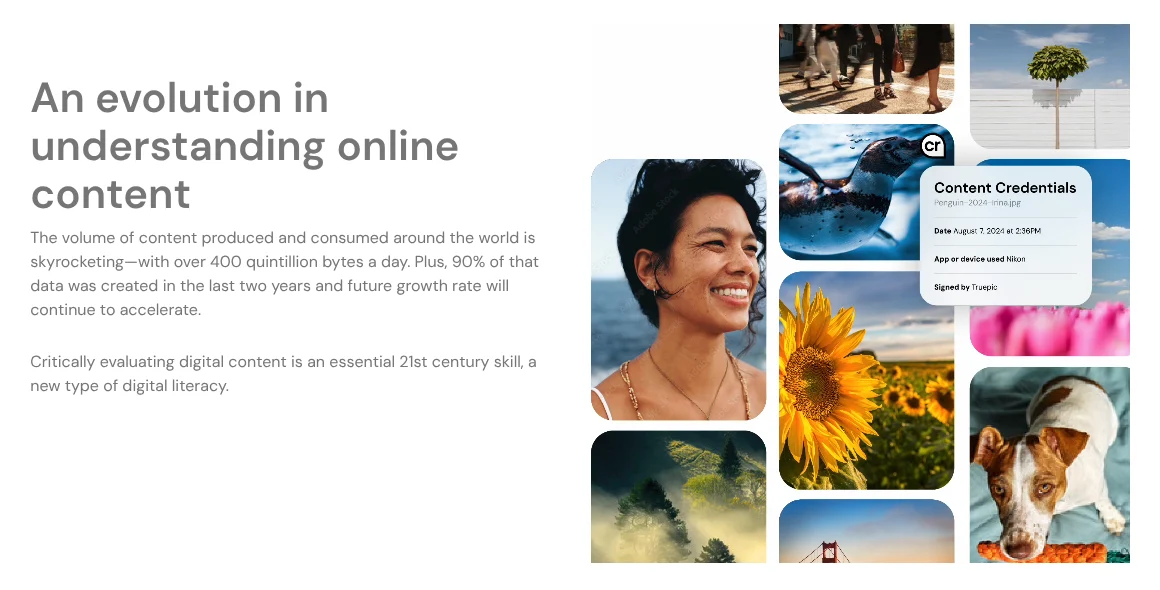 An evolution in
understanding online
content
The volume of content produced and consumed around the world is
skyrocketing—with over 400 quintillion bytes a day. Plus, 90% of that
data was created in the last two years and future growth rate will
continue to accelerate.
Critically evaluating digital content is an essential 21st century skill, a
new type of digital literacy.
cr
Content Credentials
Penguin-2024-Irina.jpg
Date August 7, 2024 at 2:36PM
App or device used Nikon
Signed by Truepic
Adobe Stock